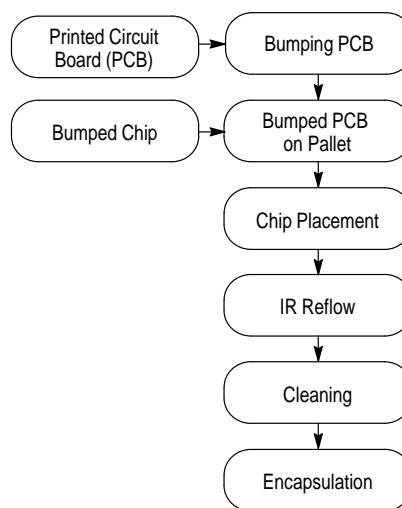 Printed Circuit
Board (PCB)
Bumping PCB
Bumped Chip
Bumped PCB
on Pallet
Chip Placement
IR Reflow
Cleaning
Encapsulation